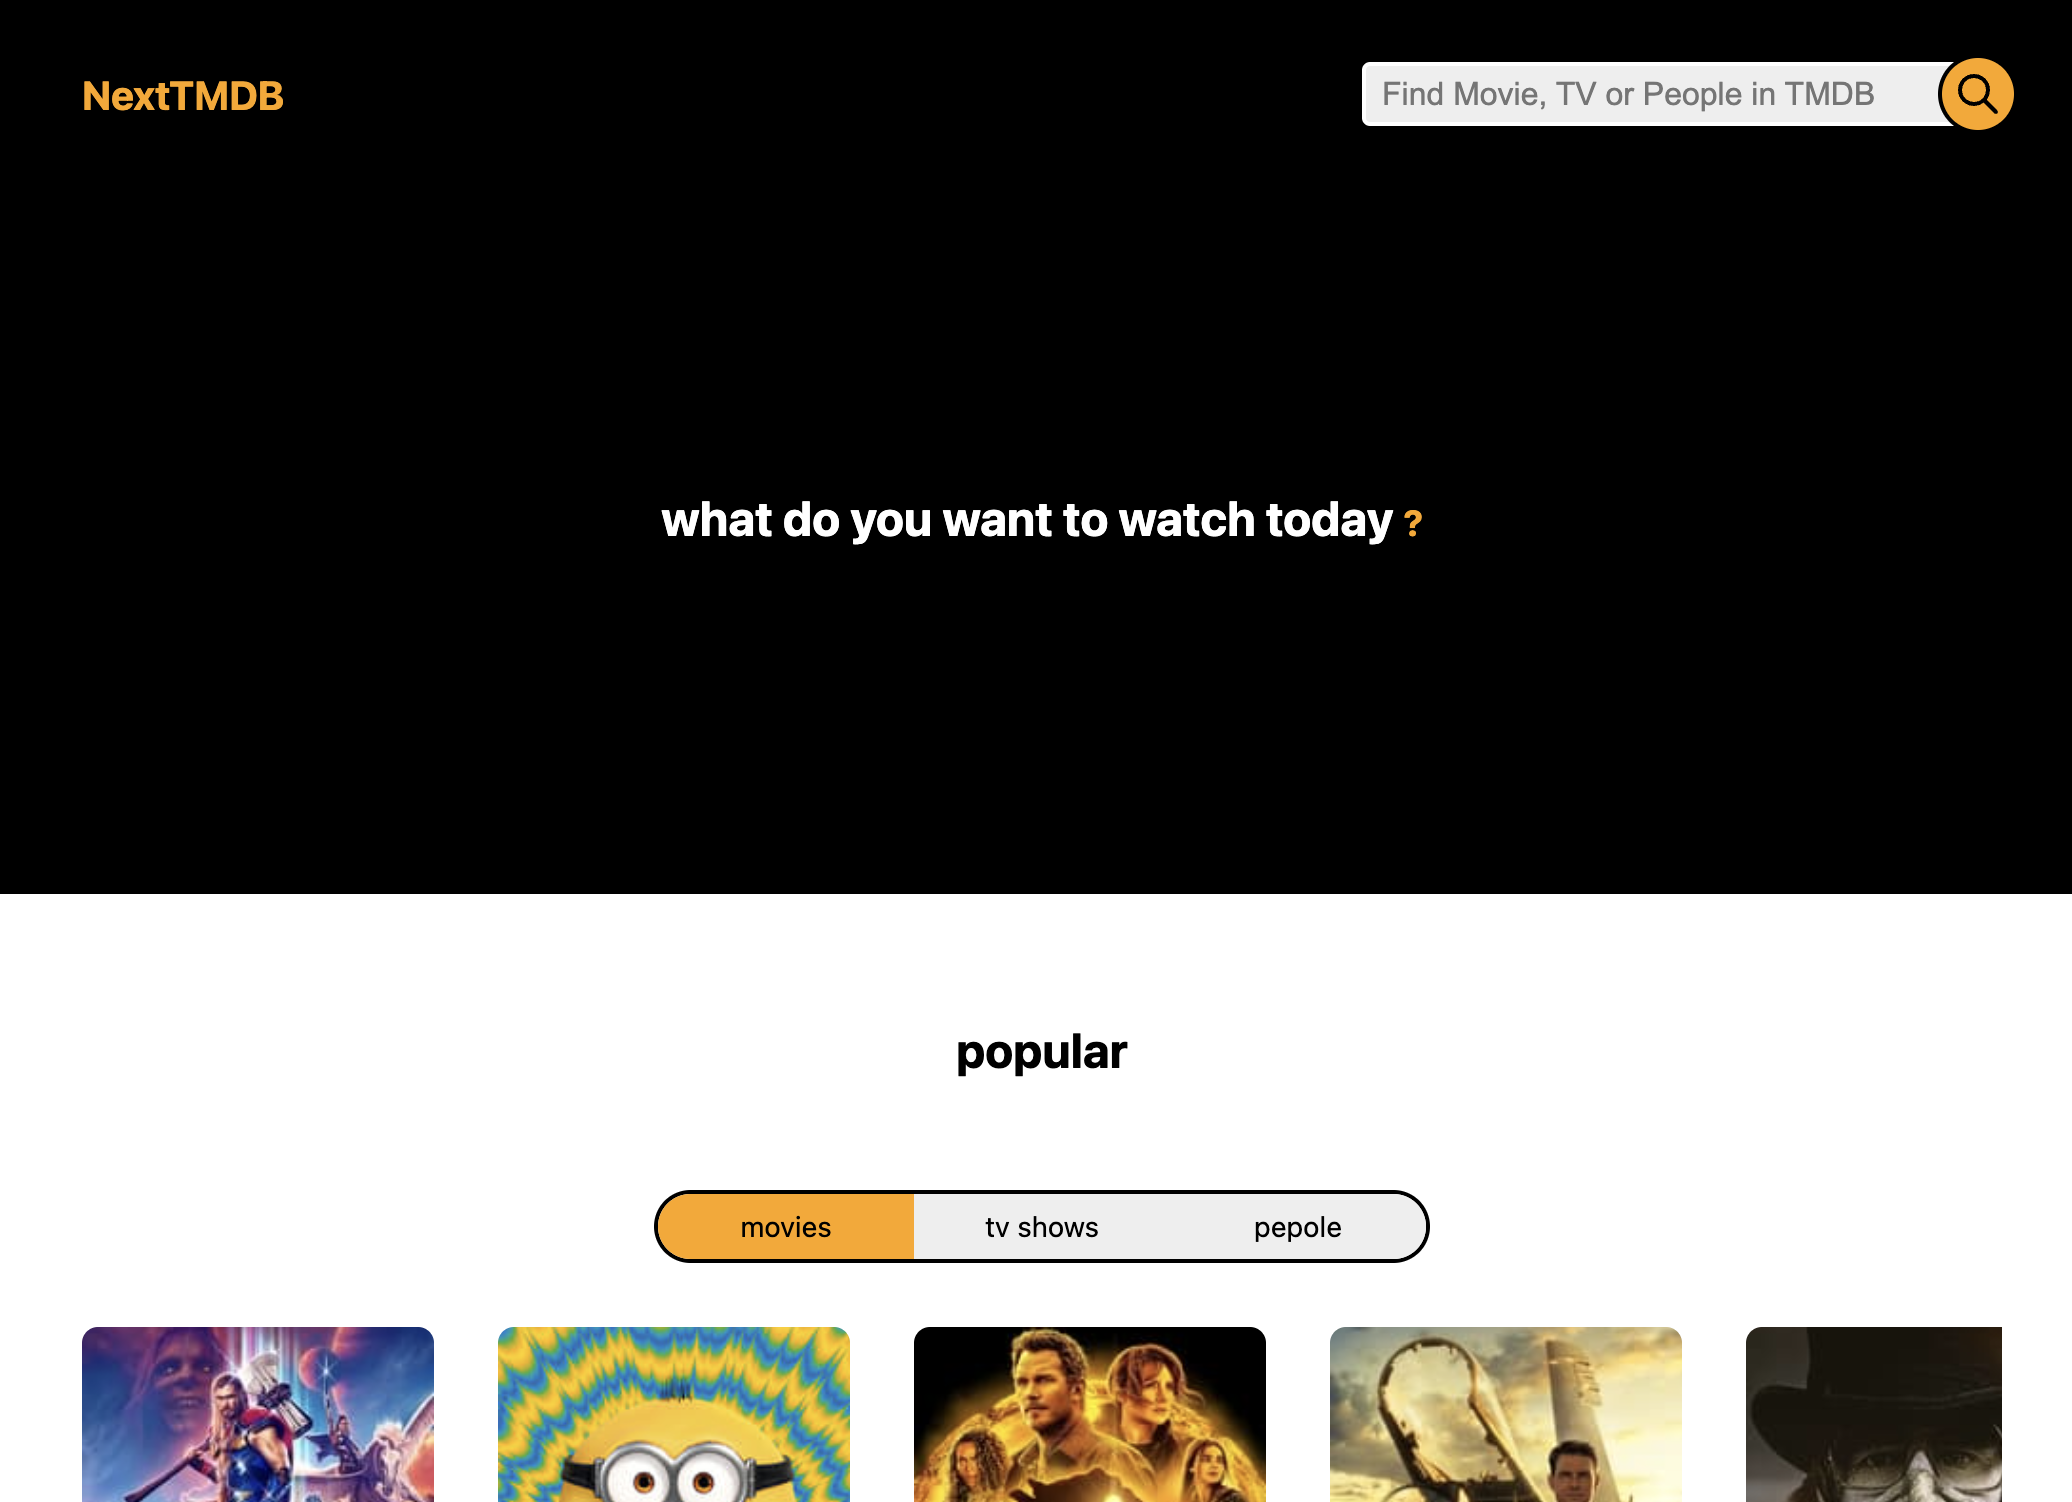 NextTMDB
Find Movie, TV or People in TMDB
what do you want to watch today ?
popular
movies
tv shows
pepole